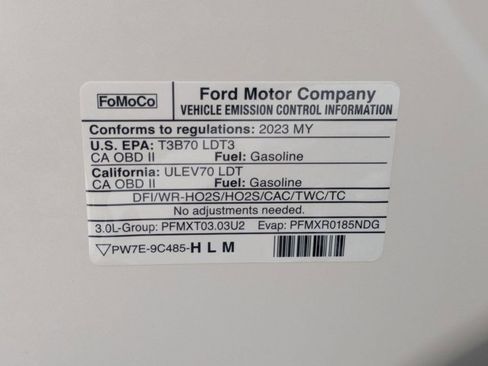 FoMoCo
Ford Motor Company
VEHICLE EMISSION CONTROL INFORMATION
Conforms to regulations: 2023 MY
U.S. EPA: T3B70 LDT3
CA OBD II Fuel: Gasoline
California: ULEV70 LDT
CA OBD II Fuel: Gasoline
DFI/WR-HO2S/HO2S/CAC/TWC/TC
No adjustments needed.
3.0L-Group: PFMXT03.03U2 Evap: PFMXR0185NDG
PW7E-9C485-HLM